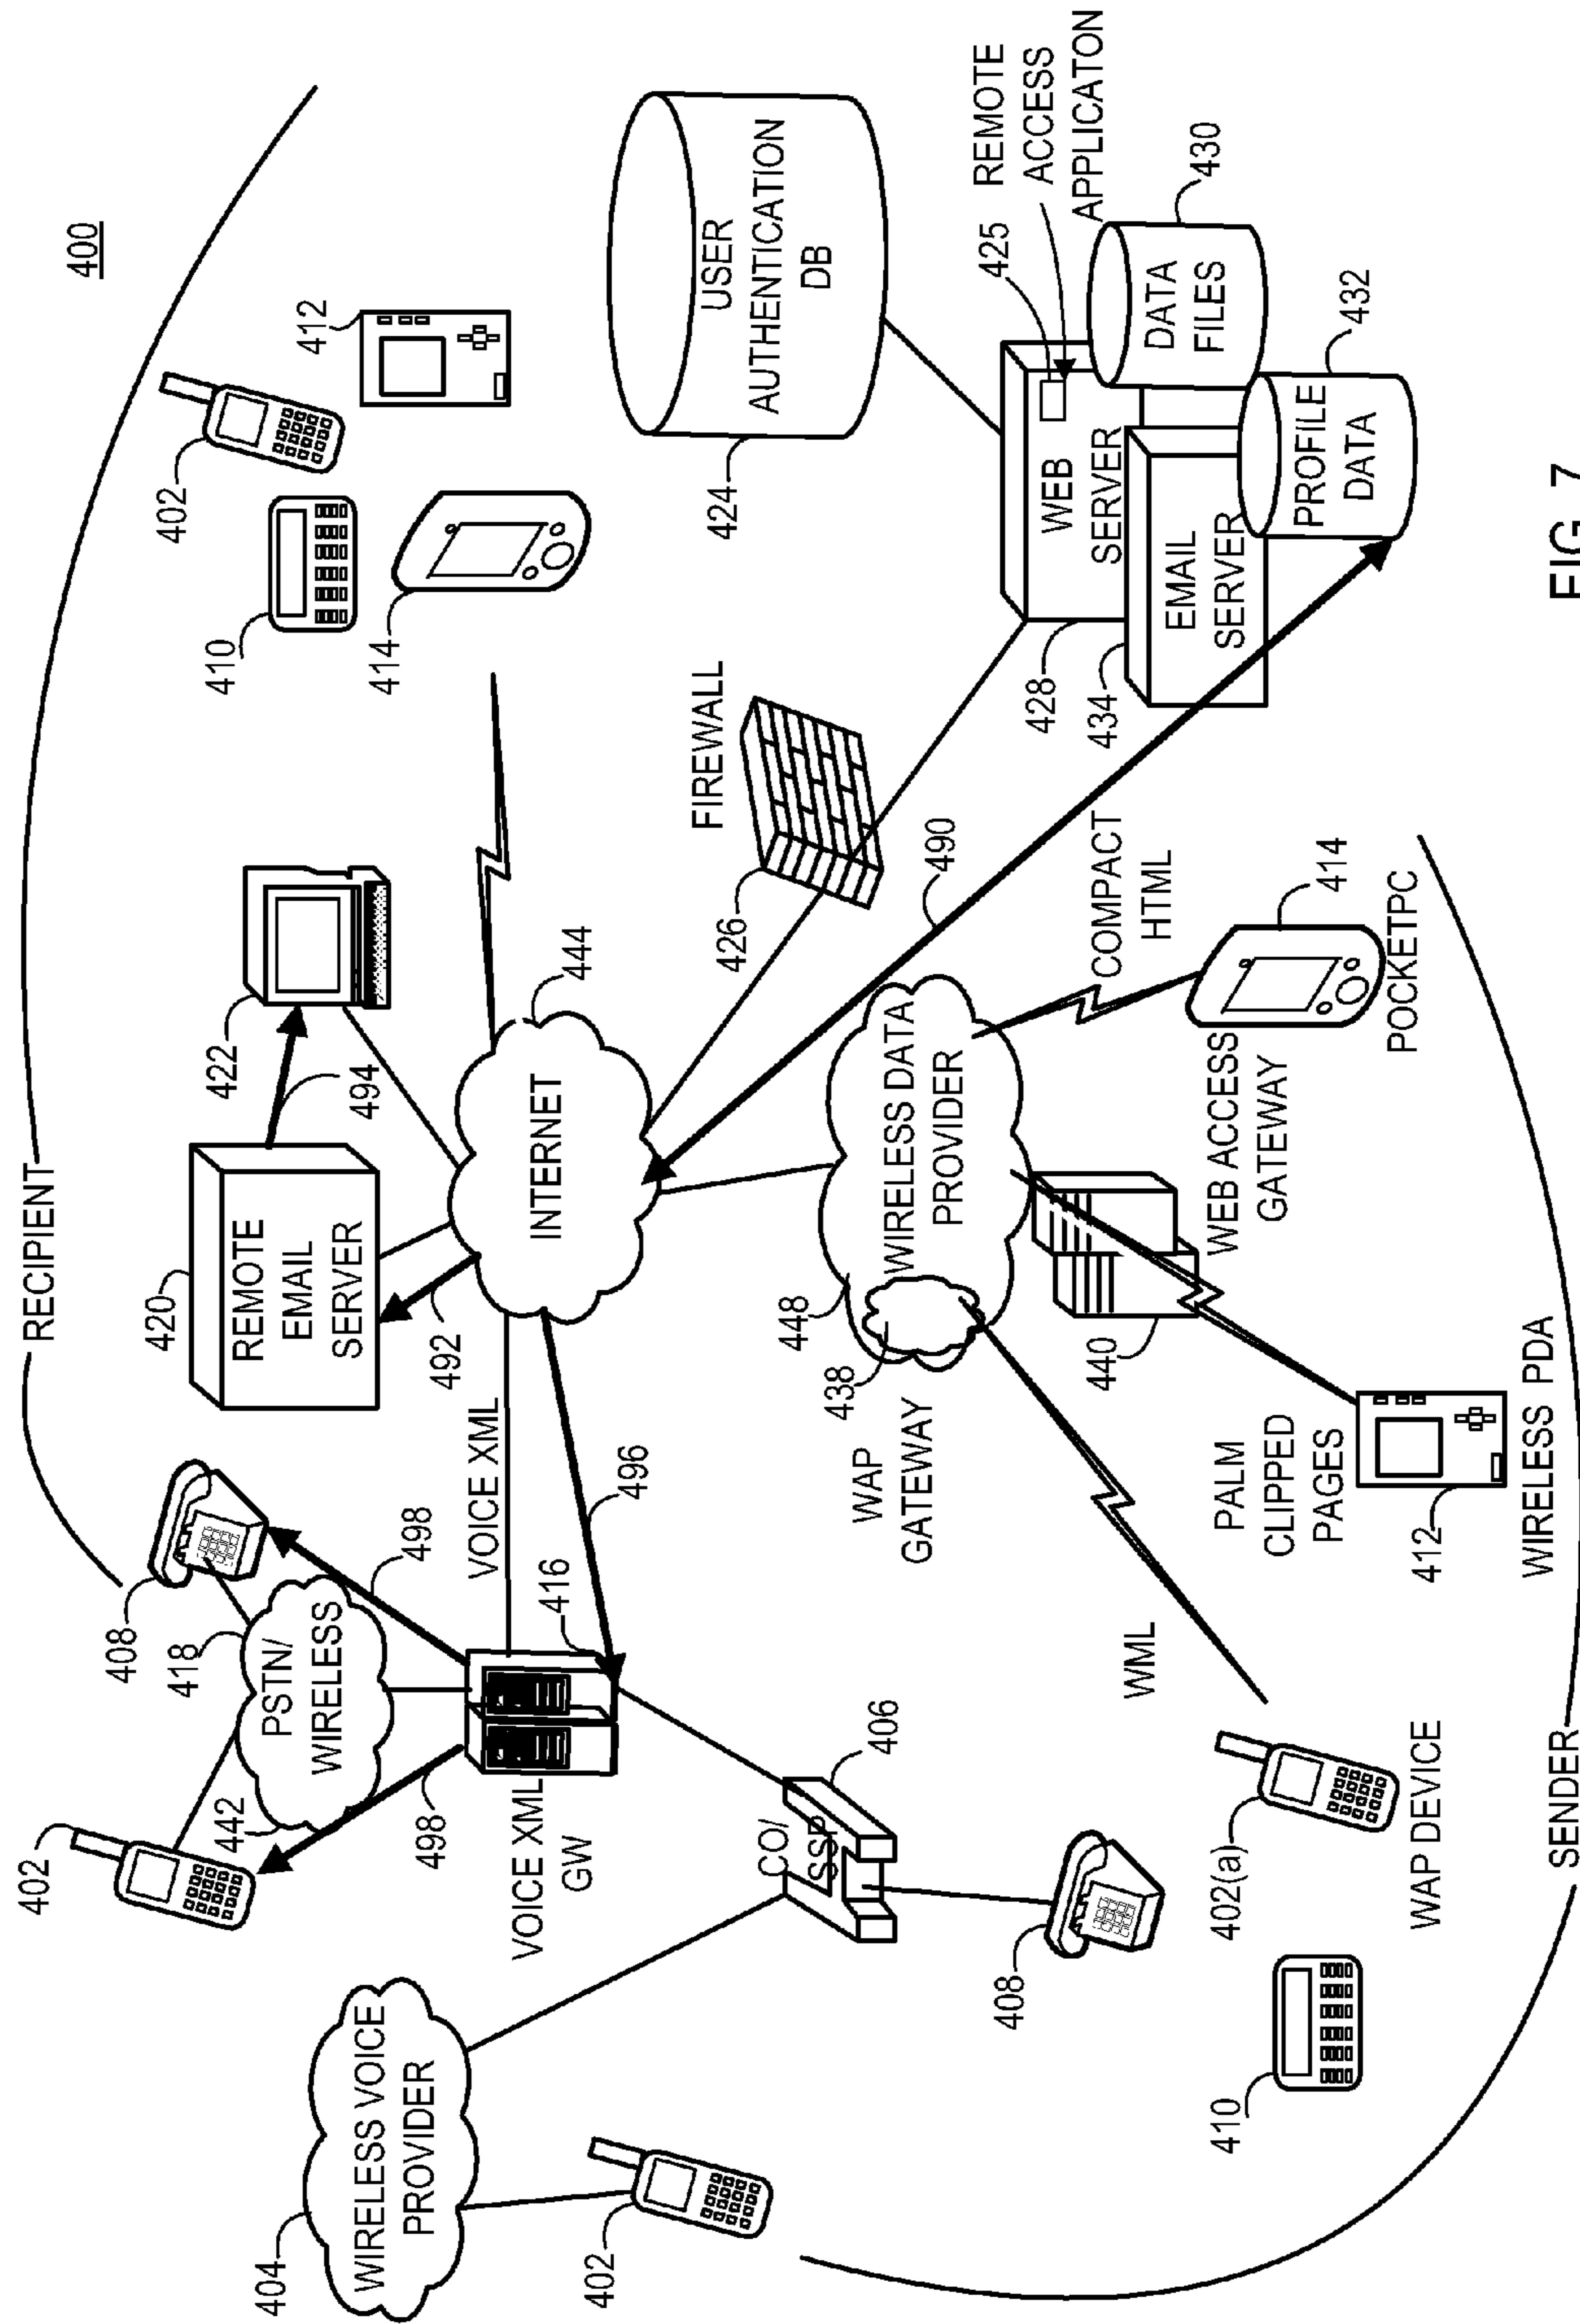 400
RECIPIENT
402
442
408
418
PSTN/
WIRELESS
498
498
VOICE XML
GW
416
VOICE XML
496
420
REMOTE
EMAIL
SERVER
492
494
422
INTERNET
444
410
402
412
414
404
WIRELESS VOICE
PROVIDER
402
CO/
SSP
406
408
FIREWALL
426
490
424
USER
AUTHENTICATION
DB
WEB
SERVER
428
425
REMOTE
ACCESS
APPLICATON
EMAIL
SERVER
434
DATA
FILES
430
PROFILE
DATA
432
448
438
WAP
GATEWAY
WIRELESS DATA
PROVIDER
COMPACT
HTML
414
POCKETPC
WEB ACCESS
GATEWAY
440
PALM
CLIPPED
PAGES
412
WIRELESS PDA
WML
402(a)
WAP DEVICE
410
SENDER
FIG. 7